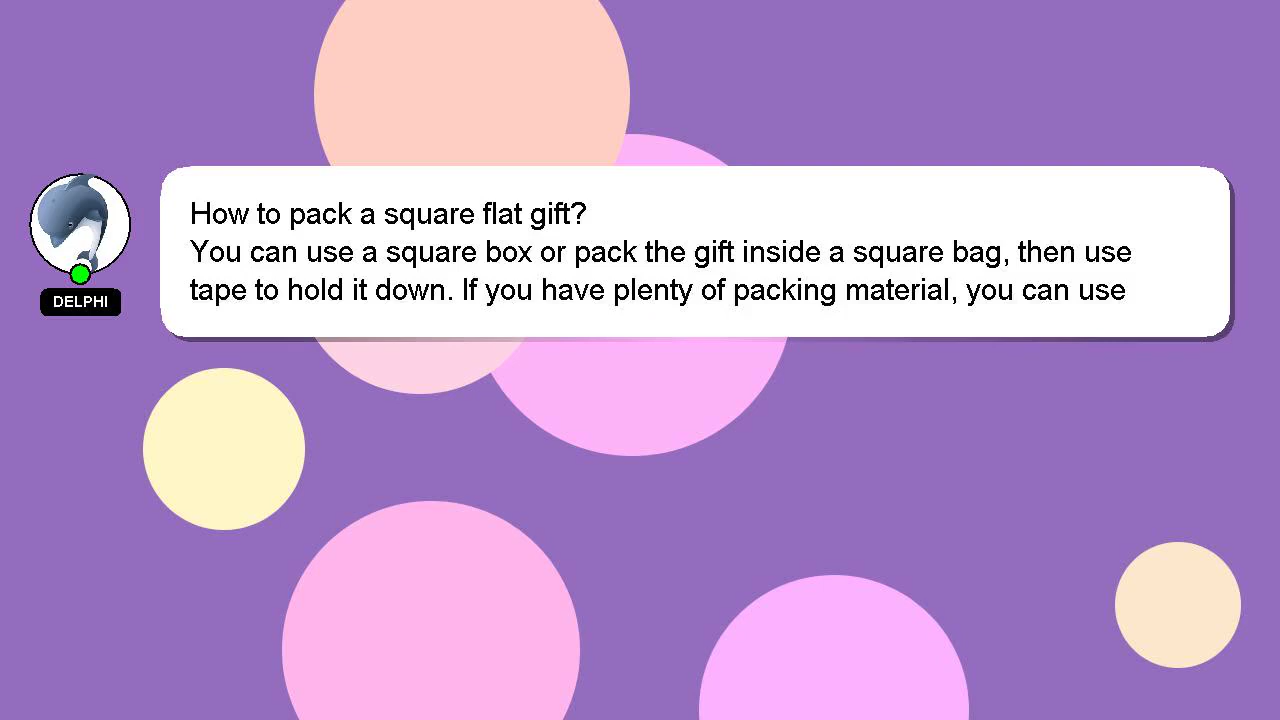 How to pack a square flat gift?
You can use a square box or pack the gift inside a square bag, then use
tape to hold it down. If you have plenty of packing material, you can use
DELPHI